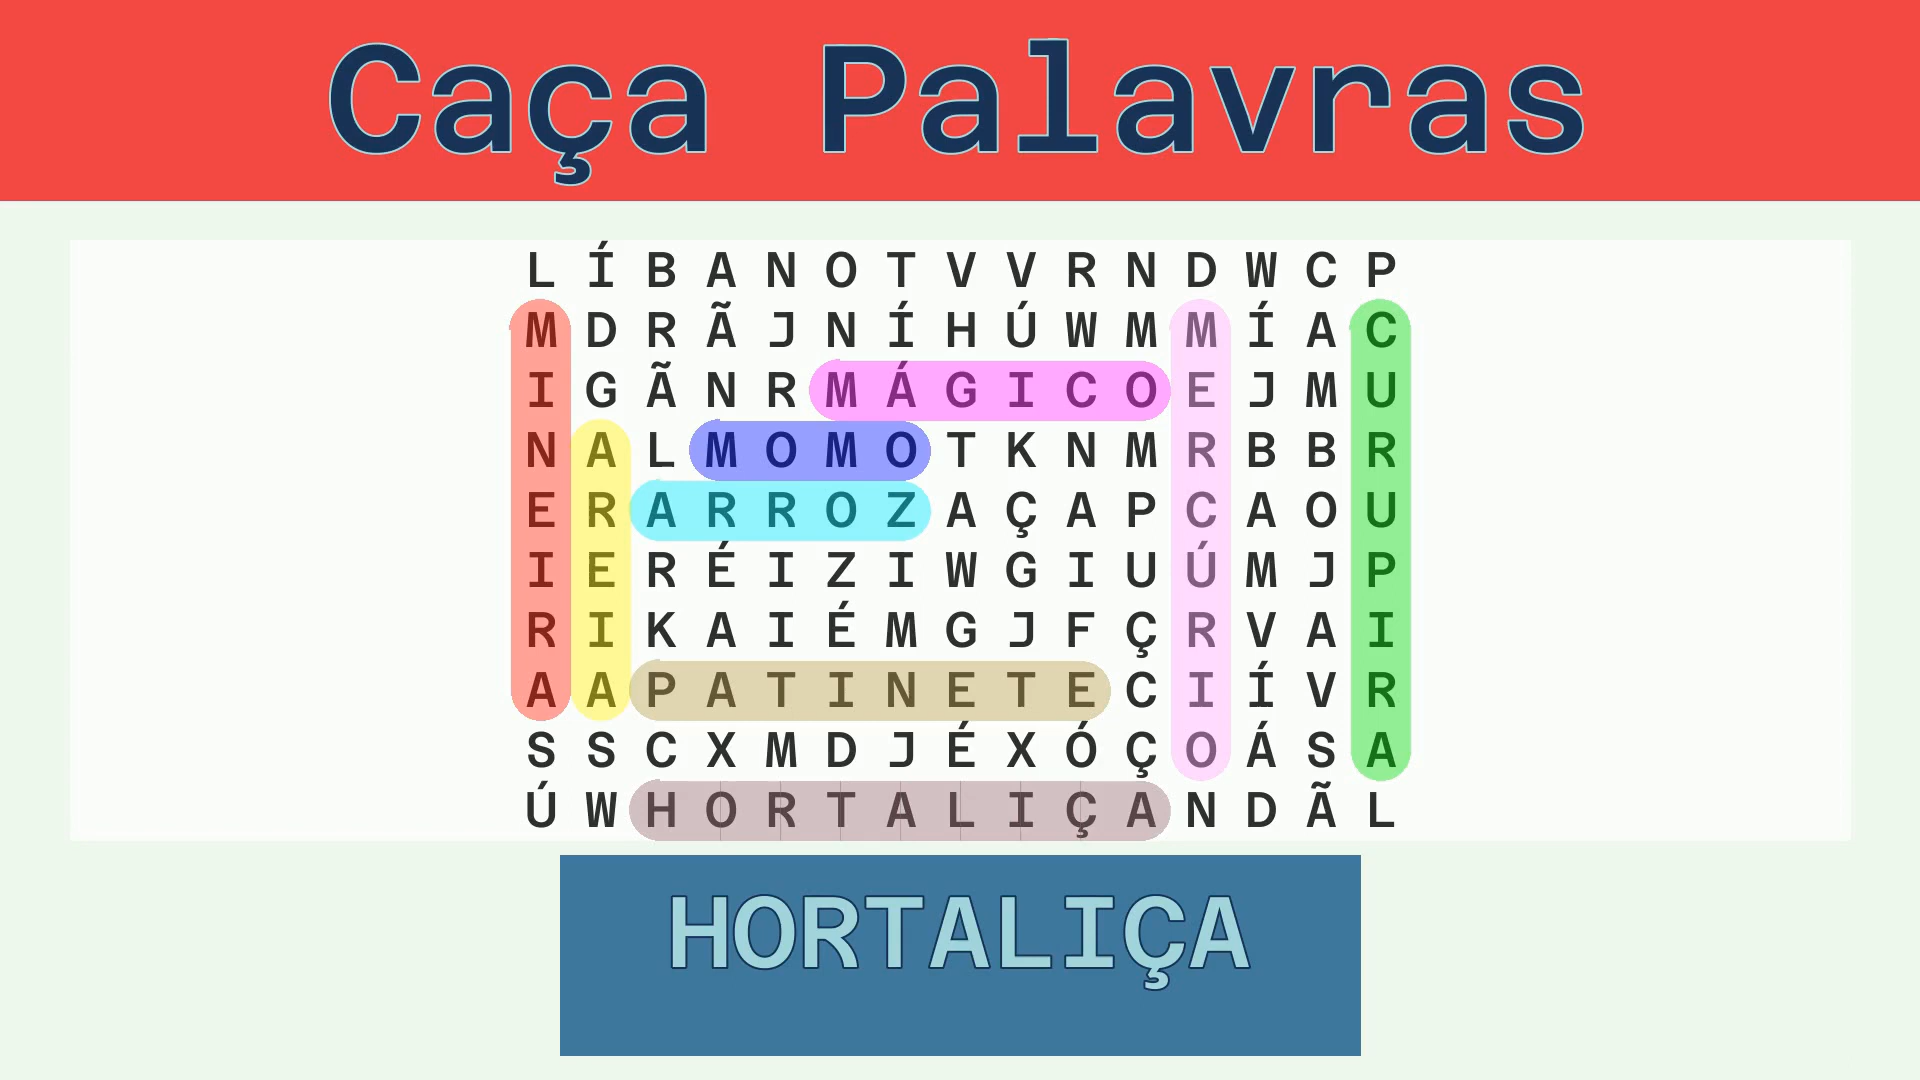 Caça Palavras
L Í B A N O T V V R N D W C P
M D R Ã J N Í H Ú W M M Í A C
I G Ã N R M Á G I C O E J M U
N A L M O M O T K N M R B B R
E R A R R O Z A Ç A P C A O U
I E R É I Z I W G I U Ú M J P
R I K A I É M G J F Ç R V A I
A A P A T I N E T E C I Í V R
S S C X M D J É X Ó Ç O Á S A
Ú W H O R T A L I Ç A N D Ã L
HORTALIÇA